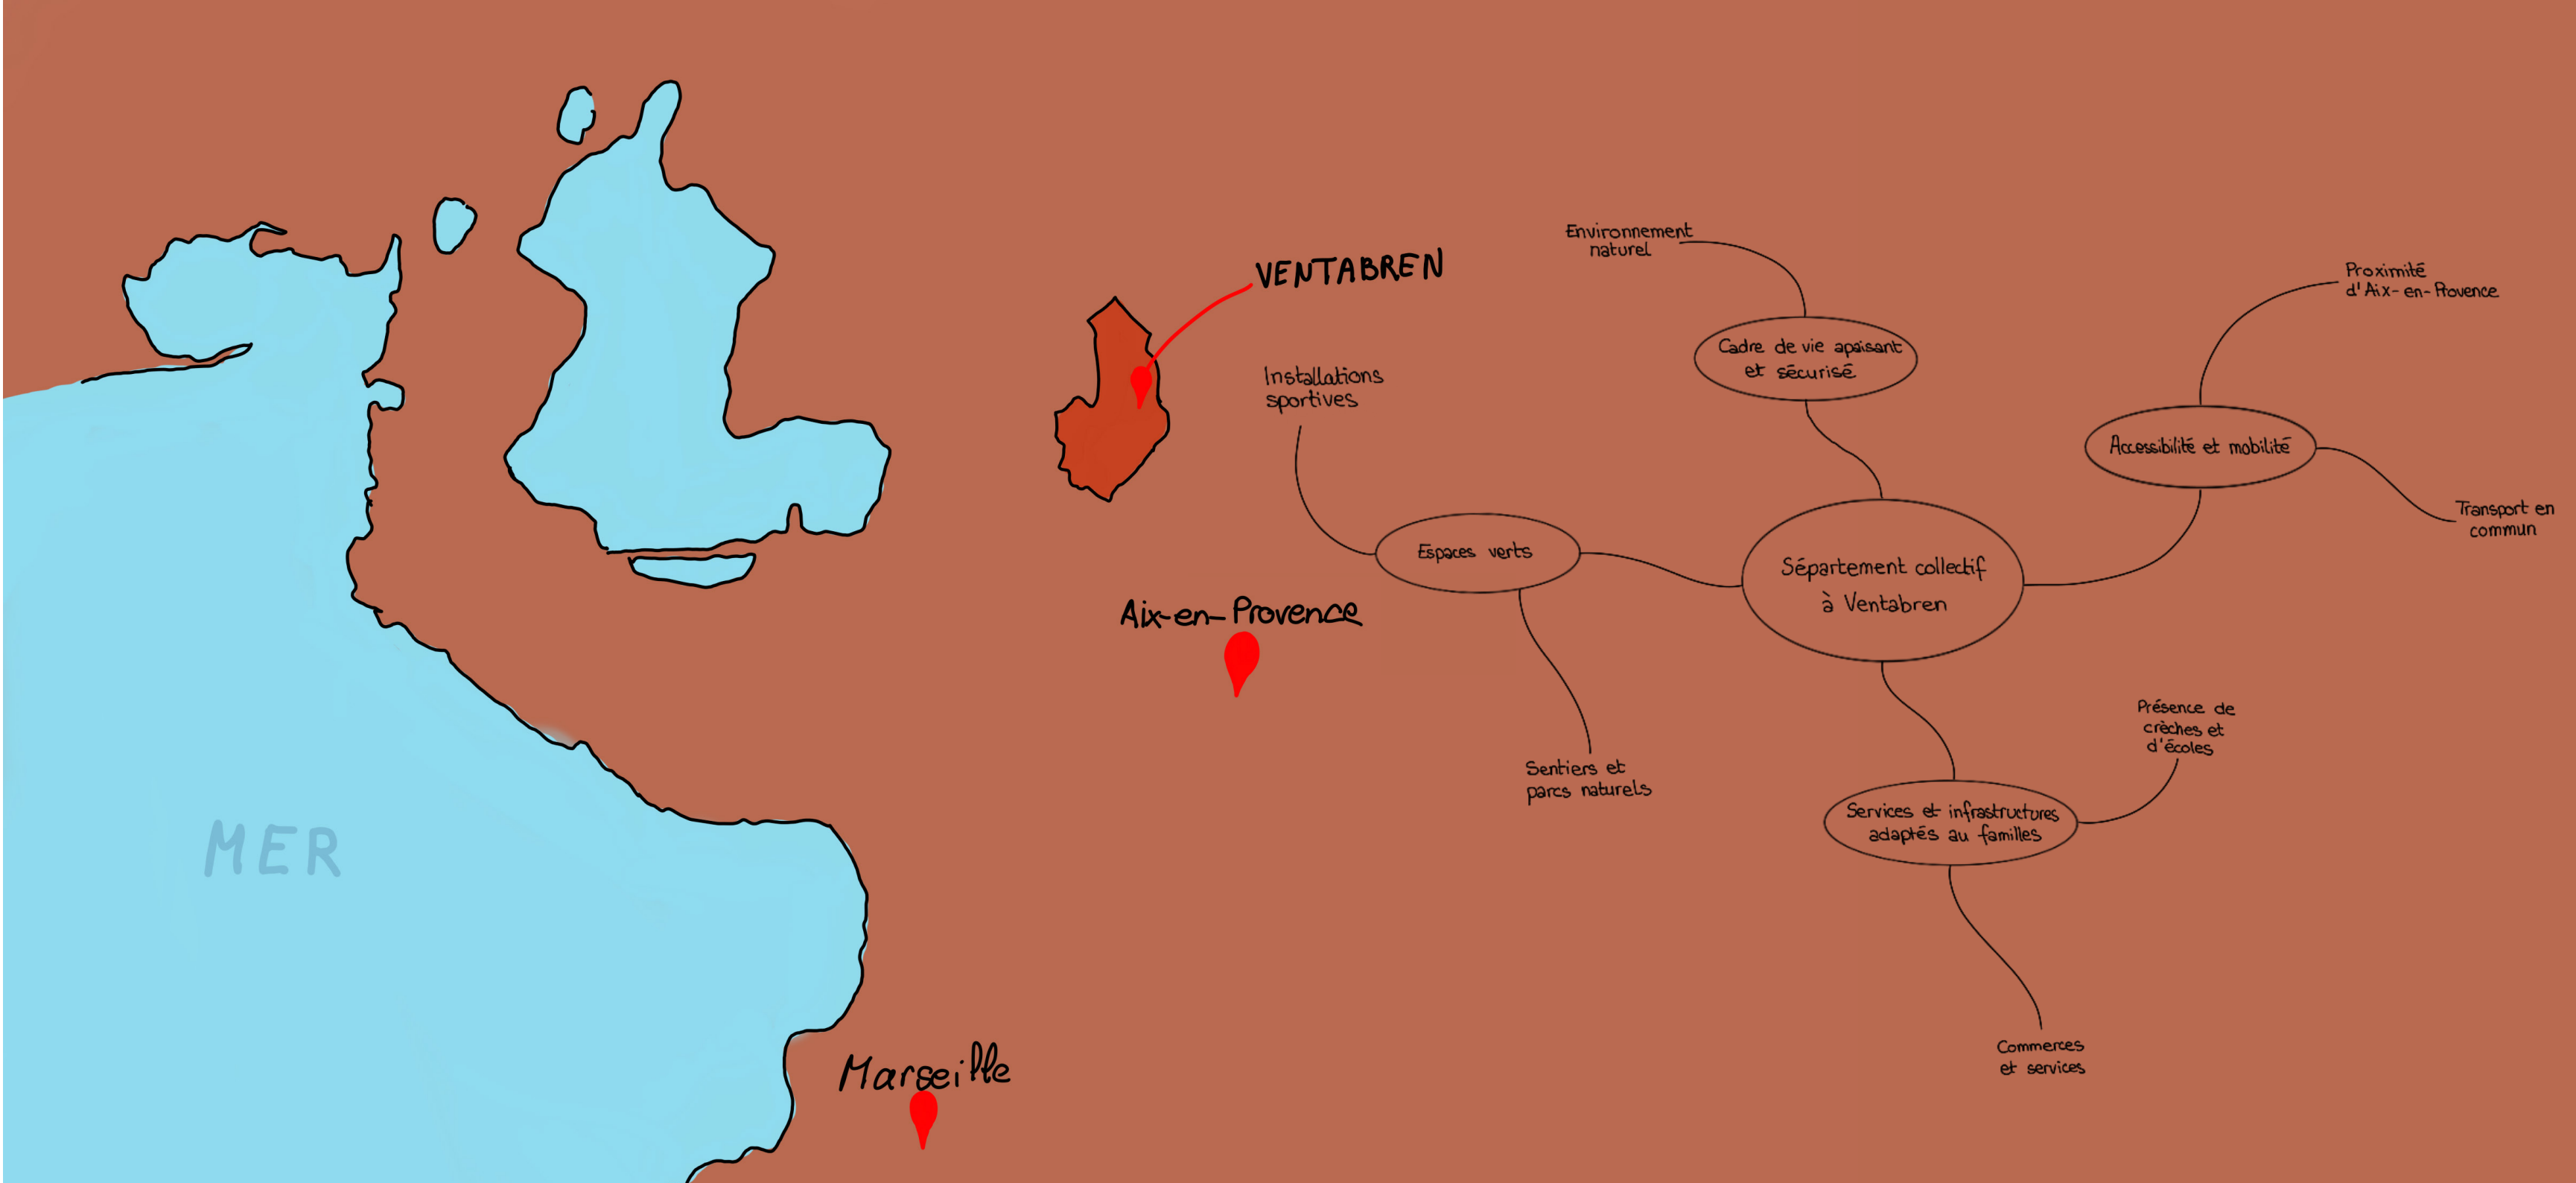 VENTABREN
Aix-en-Provence
Marseille
MER
Environnement
naturel
Cadre de vie apaisant
et sécurisé
Proximité
d'Aix-en-Provence
Accessibilité et mobilité
Transport en
commun
Installations
sportives
Espaces verts
Sentiers et
parcs naturels
Sépartement collectif
à Ventabren
Présence de
crèches et
d'écoles
Services et infrastructures
adaptés au familles
Commerces
et services